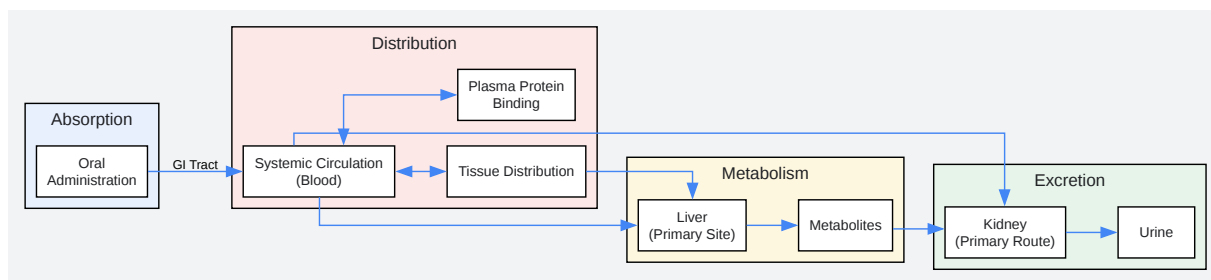 Absorption
Oral
Administration
GI Tract
Distribution
Plasma Protein
Binding
Systemic Circulation
(Blood)
Tissue Distribution
Metabolism
Liver
(Primary Site)
Metabolites
Excretion
Kidney
(Primary Route)
Urine